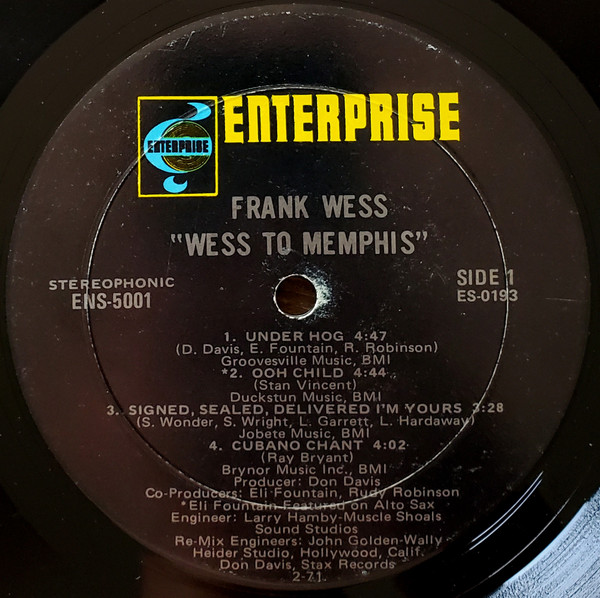 ENTERPRISE
ENTERPRISE
FRANK WESS
"WESS TO MEMPHIS"
STEREOPHONIC
ENS-5001
SIDE 1
ES-0193
1. UNDER HOG 4:47
(D. Davis, E. Fountain, R. Robinson)
Groovesville Music, BMI
*2. OOH CHILD 4:44
(Stan Vincent)
Duckstun Music, BMI
3. SIGNED, SEALED, DELIVERED I'M YOURS 3:28
(S. Wonder, S. Wright, L. Garrett, L. Hardaway)
Jobete Music, BMI
4. CUBANO CHANT 4:02
(Ray Bryant)
Brynor Music Inc., BMI
Producer: Don Davis
Co-Producers: Eli Fountain, Rudy Robinson
*Eli Fountain Featured on Alto Sax
Engineer: Larry Hamby-Muscle Shoals
Sound Studios
Re-Mix Engineers: John Golden-Wally
Heider Studio, Hollywood, Calif.
Don Davis, Stax Records
2-71